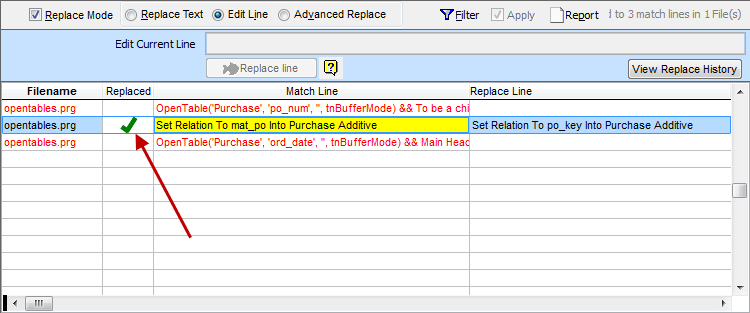 Replace Mode Replace Text Edit Line Advanced Replace Filter Apply Report to 3 match lines in 1 File(s)
Edit Current Line
Replace line ? View Replace History
Filename Replaced Match Line Replace Line
opentables.prg OpenTable('Purchase', 'po_num', '', tnBufferMode) && To be a chi
opentables.prg Set Relation To mat_po Into Purchase Additive Set Relation To po_key Into Purchase Additive
opentables.prg OpenTable('Purchase', 'ord_date', '', tnBufferMode) && Main Head